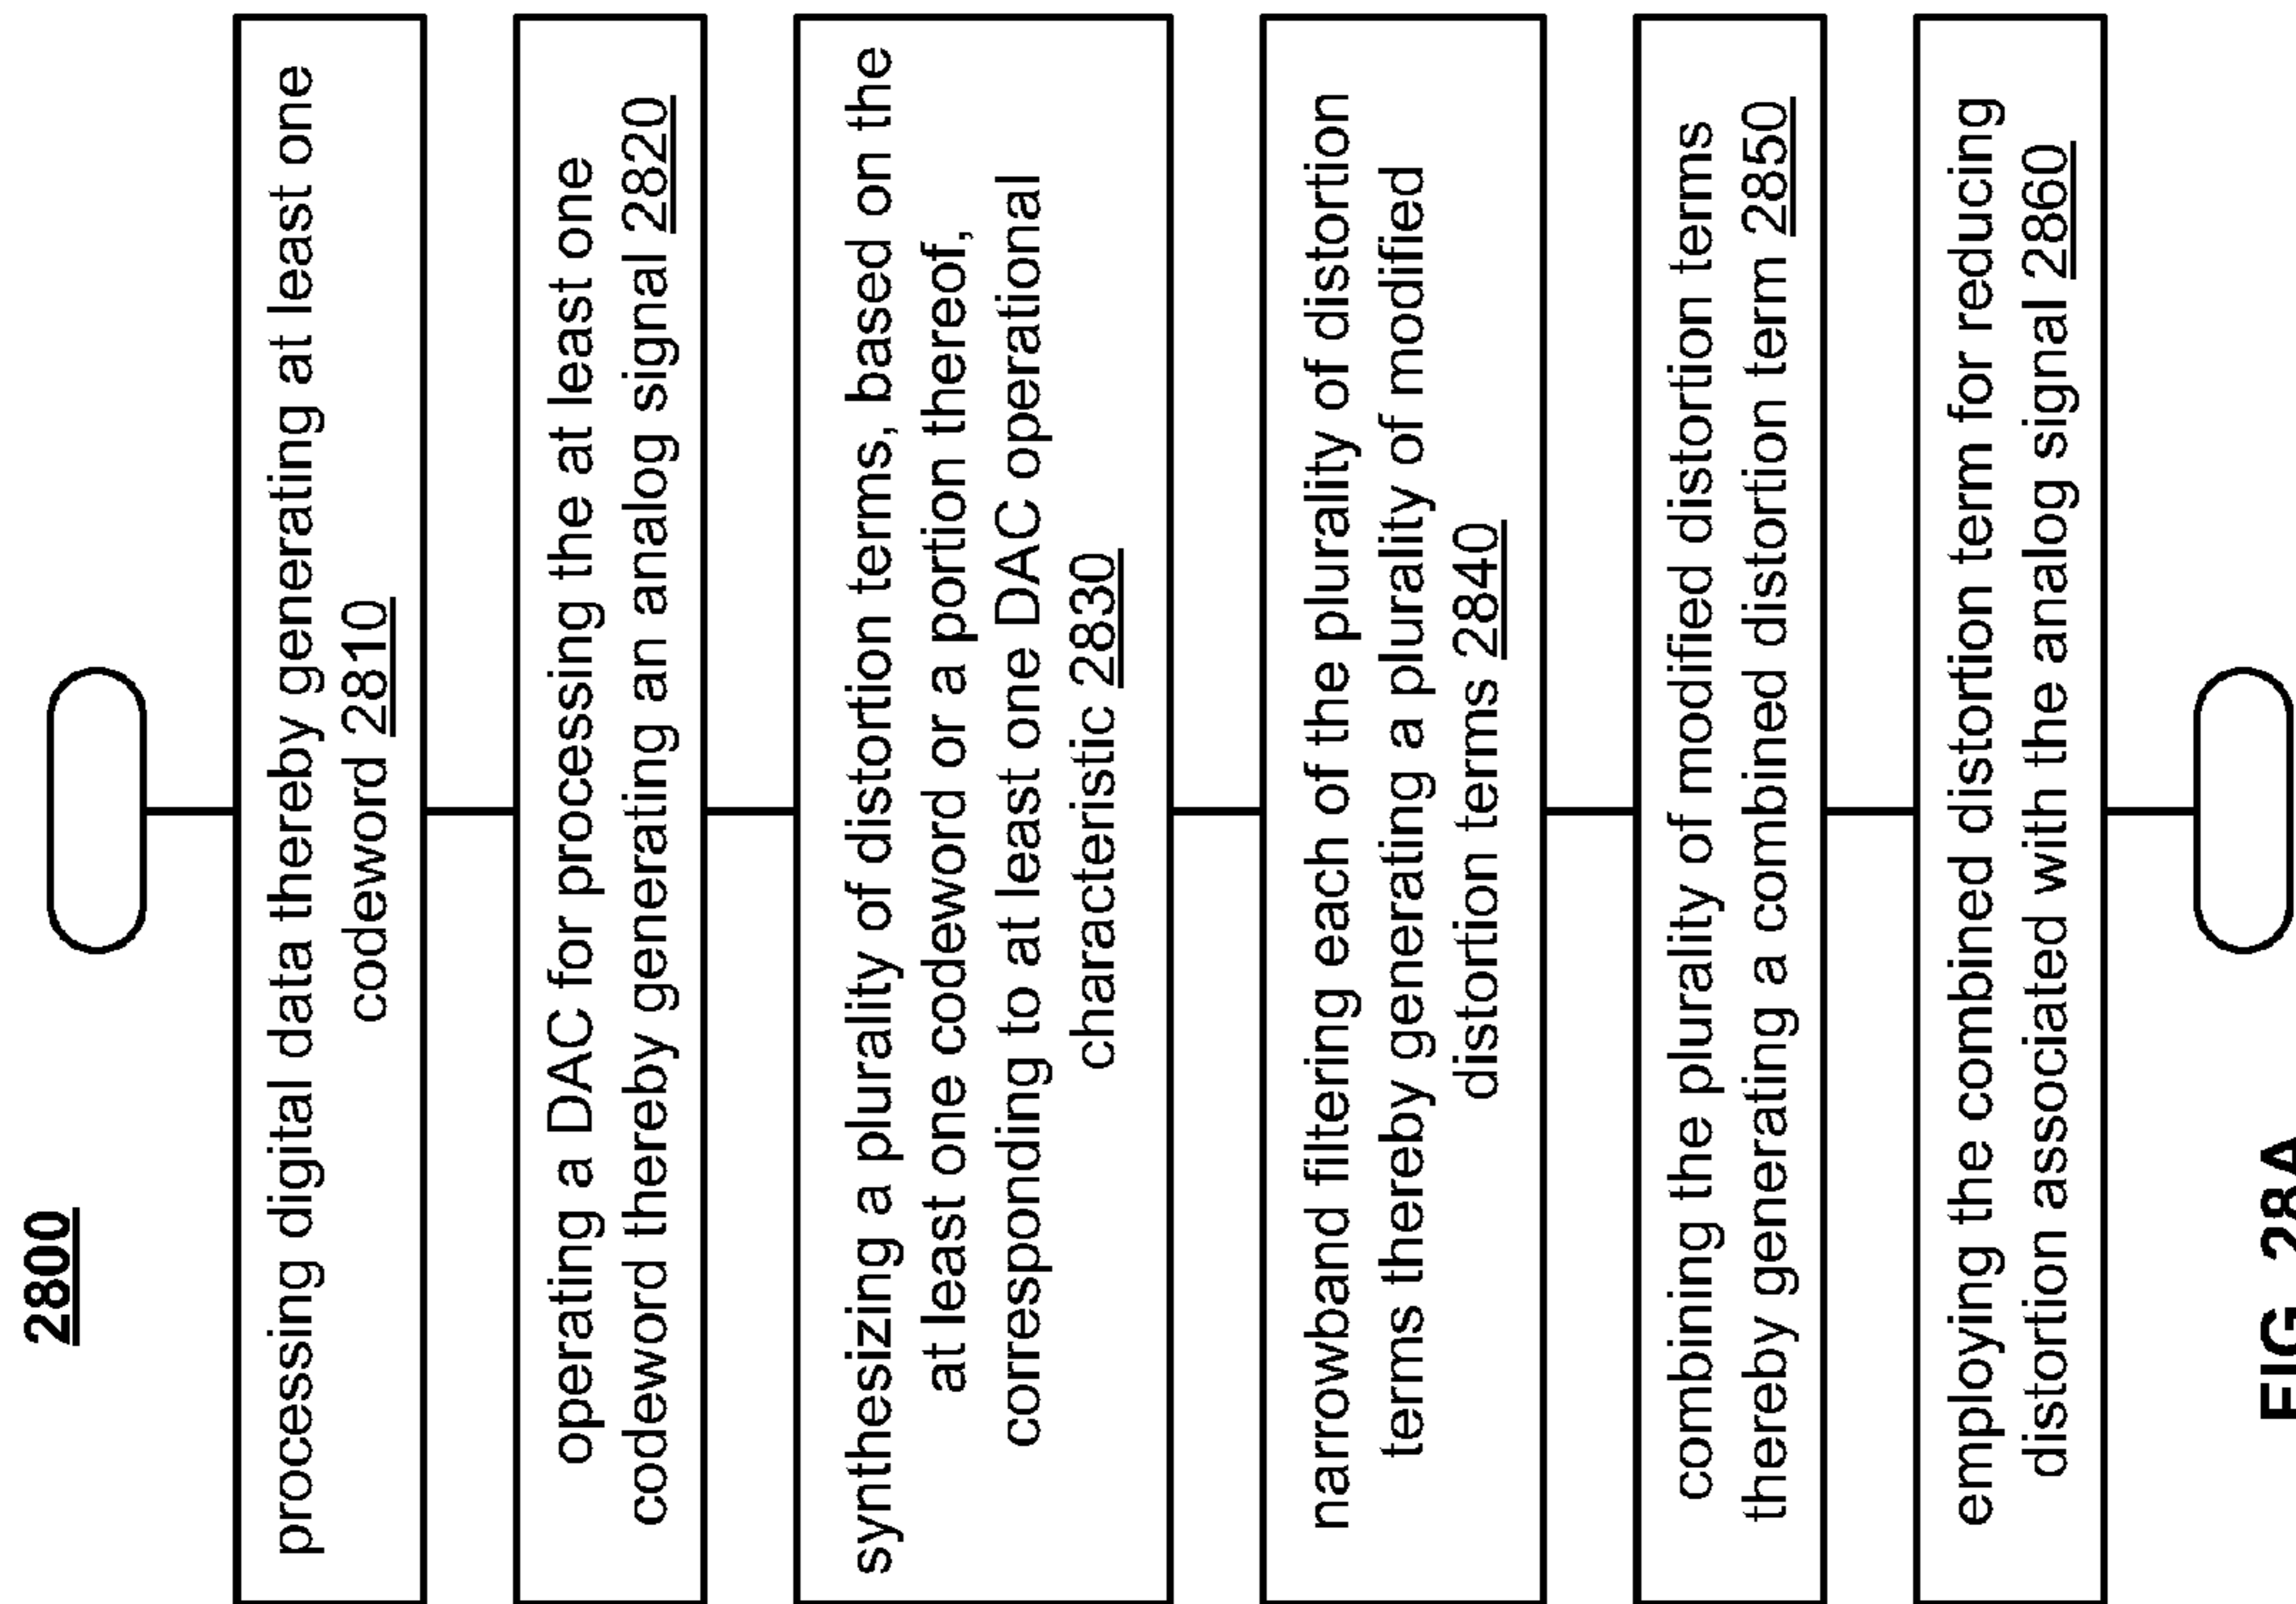 2800
processing digital data thereby generating at least one
codeword 2810
operating a DAC for processing the at least one
codeword thereby generating an analog signal 2820
synthesizing a plurality of distortion terms, based on the
at least one codeword or a portion thereof,
corresponding to at least one DAC operational
characteristic 2830
narrowband filtering each of the plurality of distortion
terms thereby generating a plurality of modified
distortion terms 2840
combining the plurality of modified distortion terms
thereby generating a combined distortion term 2850
employing the combined distortion term for reducing
distortion associated with the analog signal 2860
FIG. 28A